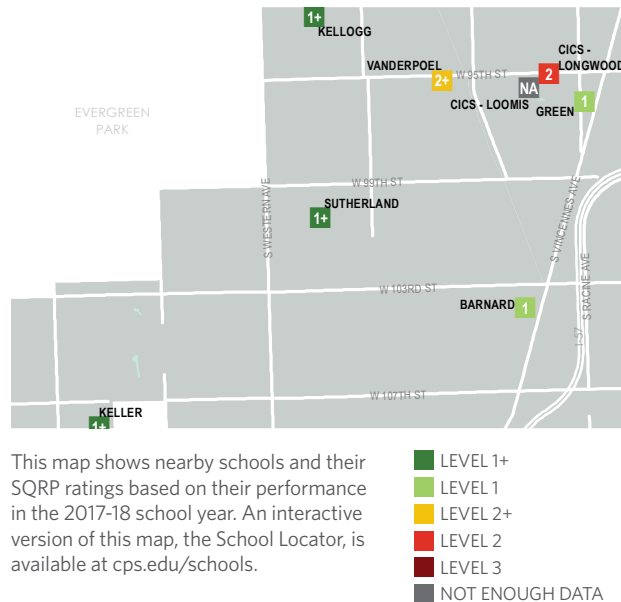 1+
KELLOGG
CICS -
LONGWOOD
VANDERPOEL
W 95TH ST
2
2+
NA
CICS - LOOMIS
GREEN
1
EVERGREEN
PARK
W 99TH ST
S WESTERN AVE
SUTHERLAND
1+
S VINCENNES AVE
S RACINE AVE
W 103RD ST
BARNARD
1
I-57
W 107TH ST
KELLER
1+
This map shows nearby schools and their
SQRP ratings based on their performance
in the 2017-18 school year. An interactive
version of this map, the School Locator, is
available at cps.edu/schools.
LEVEL 1+
LEVEL 1
LEVEL 2+
LEVEL 2
LEVEL 3
NOT ENOUGH DATA